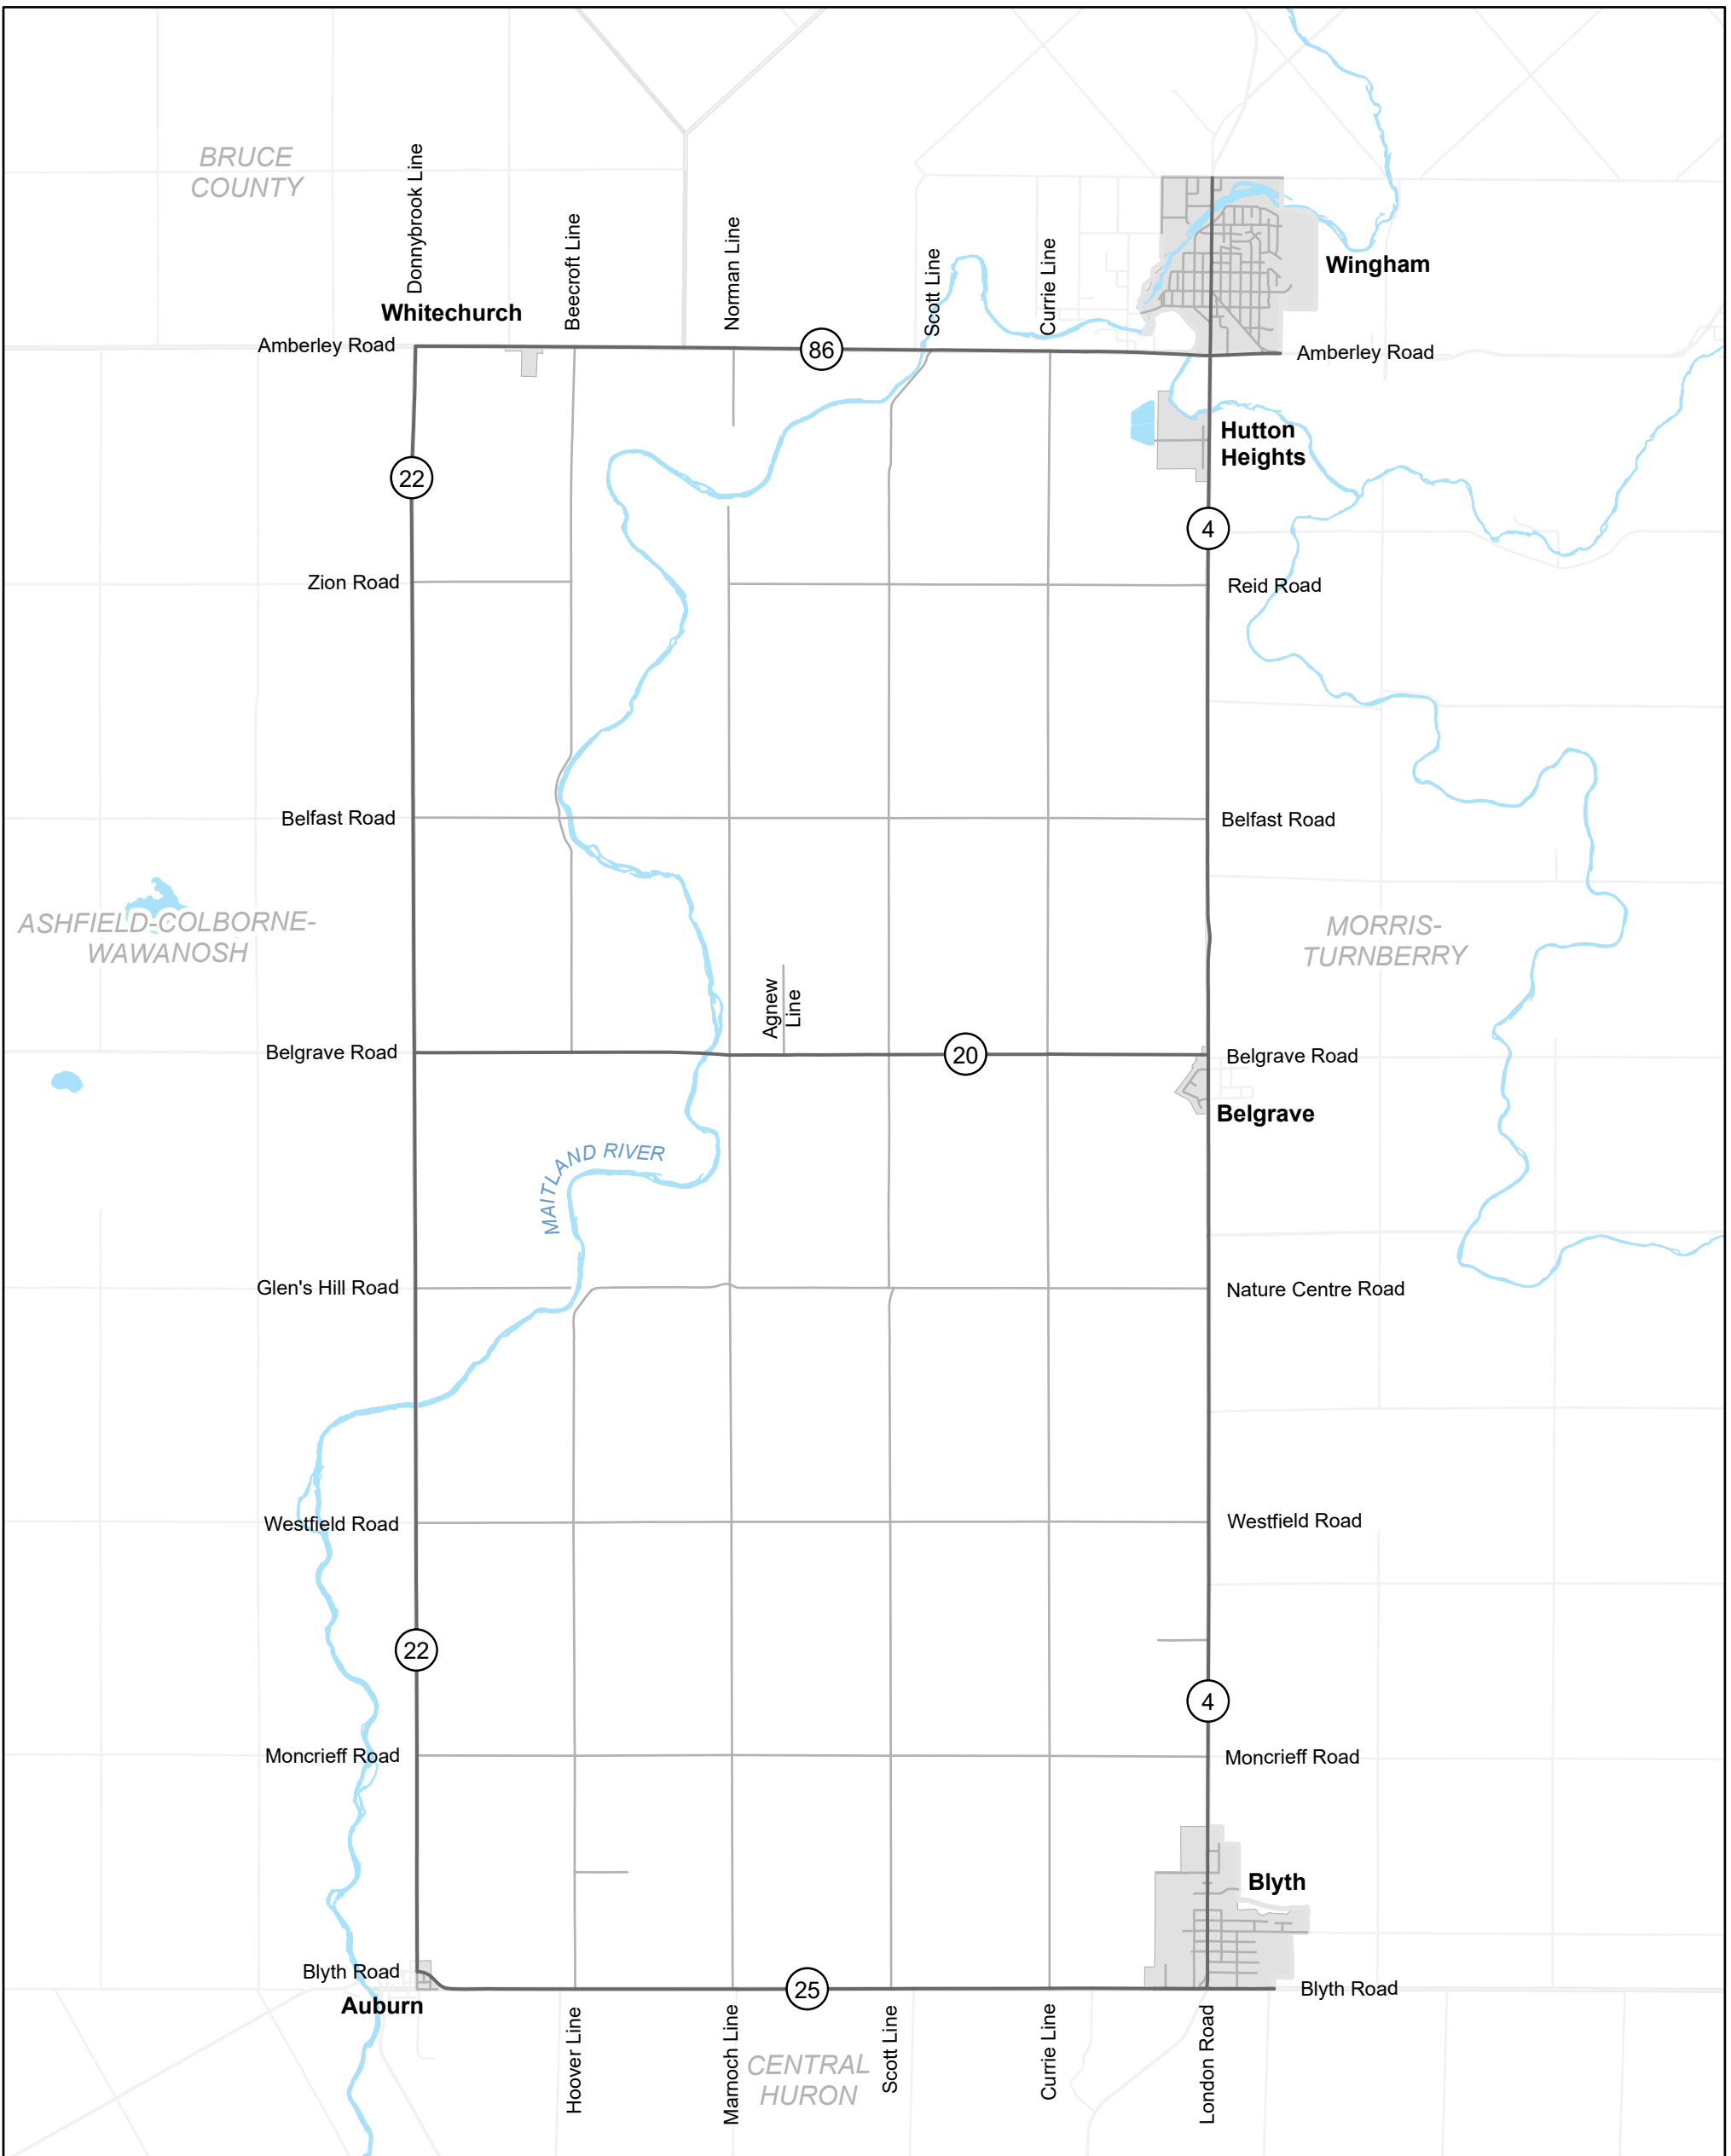 BRUCE
COUNTY
Donnybrook Line
Beecroft Line
Norman Line
Scott Line
Currie Line
Wingham
Whitechurch
Amberley Road
86
Amberley Road
Hutton
Heights
22
4
Zion Road
Reid Road
Belfast Road
Belfast Road
ASHFIELD-COLBORNE-
WAWANOSH
MORRIS-
TURNBERRY
Agnew
Line
Belgrave Road
20
Belgrave Road
Belgrave
MAITLAND RIVER
Glen's Hill Road
Nature Centre Road
Westfield Road
Westfield Road
22
4
Moncrieff Road
Moncrieff Road
Blyth
Blyth Road
25
Blyth Road
Auburn
Hoover Line
Marnoch Line
Scott Line
Currie Line
London Road
CENTRAL
HURON